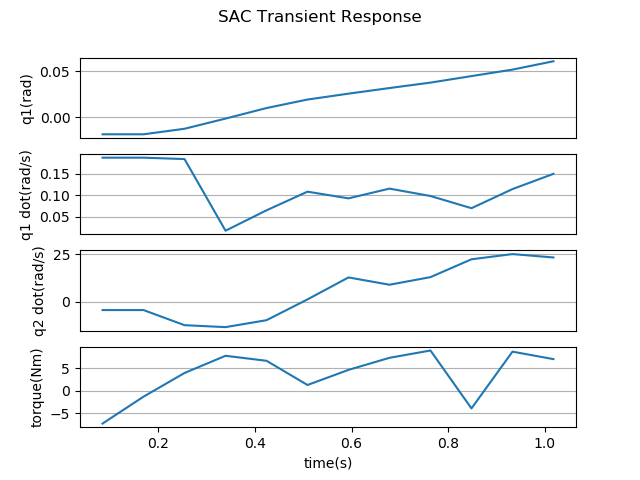 SAC Transient Response
0.05
0.00
q1(rad)
0.15
0.10
0.05
q1 dot(rad/s)
25
0
q2 dot(rad/s)
5
0
−5
torque(Nm)
0.2 0.4 0.6 0.8 1.0
time(s)